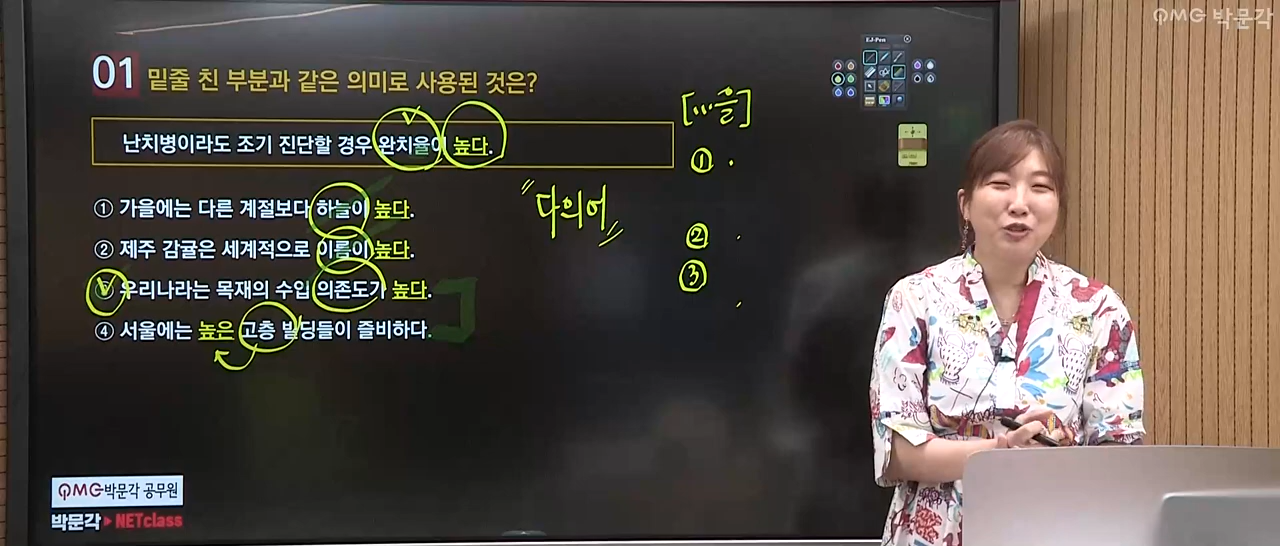 QMG 박문각
EJ-Pen
01 밑줄 친 부분과 같은 의미로 사용된 것은?
난치병이라도 조기 진단할 경우 완치율이 높다.
① 가을에는 다른 계절보다 하늘이 높다.
② 제주 감귤은 세계적으로 이름이 높다.
③ 우리나라는 목재의 수입 의존도가 높다.
④ 서울에는 높은 고층 빌딩들이 즐비하다.
[…을]
①
"다의어"
②
③
QMG박문각 공무원
박문각 ▶ NETclass